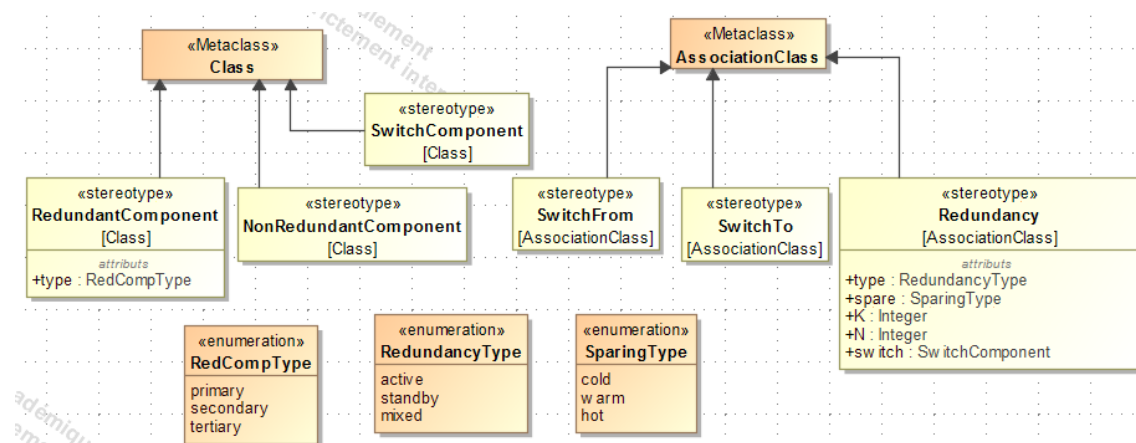 «Metaclass»
Class
«Metaclass»
AssociationClass
«stereotype»
SwitchComponent
[Class]
«stereotype»
RedundantComponent
[Class]
attributs
+type : RedCompType
«stereotype»
NonRedundantComponent
[Class]
«stereotype»
SwitchFrom
[AssociationClass]
«stereotype»
SwitchTo
[AssociationClass]
«stereotype»
Redundancy
[AssociationClass]
attributs
+type : RedundancyType
+spare : SparingType
+K : Integer
+N : Integer
+switch : SwitchComponent
«enumeration»
RedCompType
primary
secondary
tertiary
«enumeration»
RedundancyType
active
standby
mixed
«enumeration»
SparingType
cold
warm
hot